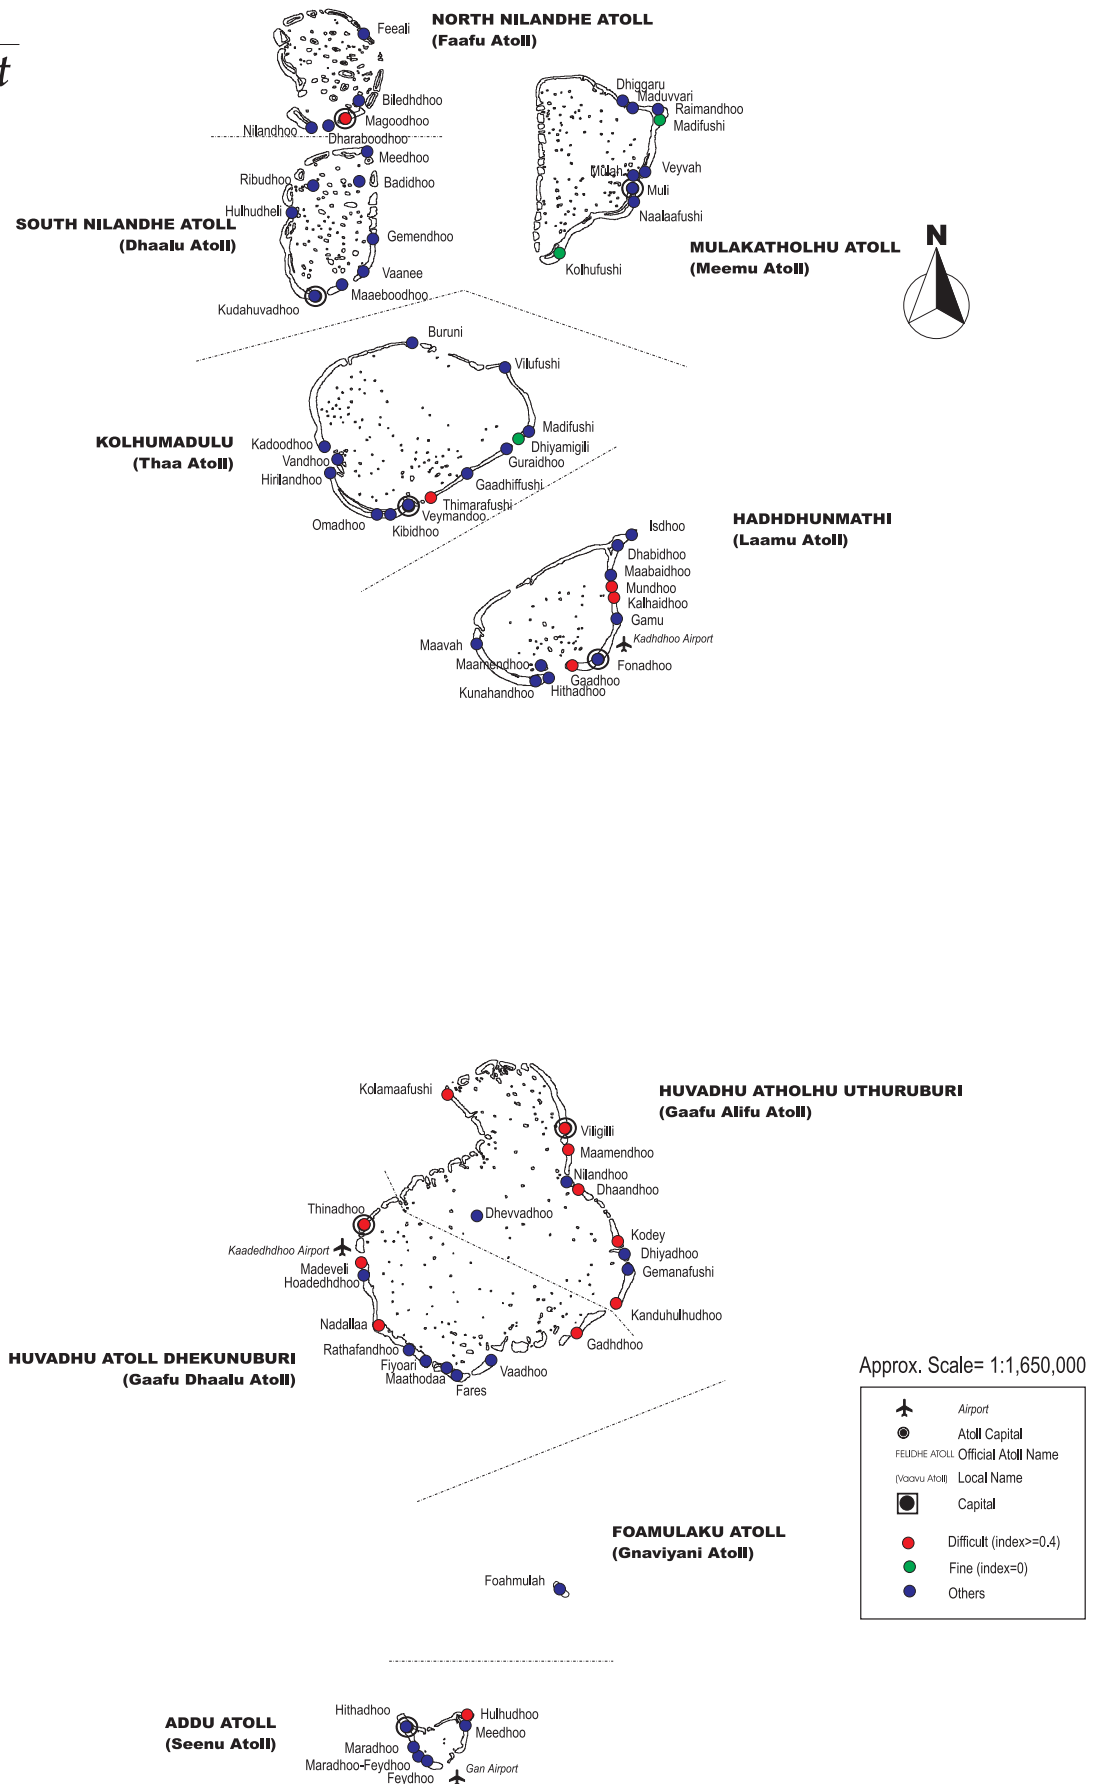 t
NORTH NILANDHE ATOLL
(Faafu Atoll)
Feeali
Biledhdhoo
Magoodhoo
Nilandhoo
Dharaboodhoo
Dhiggaru
Maduvvari
Raimandhoo
Madifushi
Mulah
Veyvah
Muli
Naalaafushi
Kolhufushi
MULAKATHOLHU ATOLL
(Meemu Atoll)
N
Meedhoo
Ribudhoo
Badidhoo
Hulhudheli
SOUTH NILANDHE ATOLL
(Dhaalu Atoll)
Gemendhoo
Vaanee
Maaeboodhoo
Kudahuvadhoo
Buruni
Vilufushi
KOLHUMADULU
(Thaa Atoll)
Madifushi
Dhiyamigili
Guraidhoo
Kadoodhoo
Vandhoo
Hirilandhoo
Gaadhiffushi
Thimarafushi
Veymandoo
Omadhoo
Kibidhoo
HADHDHUNMATHI
(Laamu Atoll)
Isdhoo
Dhabidhoo
Maabaidhoo
Mundhoo
Kalhaidhoo
Gamu
Kadhdhoo Airport
Maavah
Maamendhoo
Fonadhoo
Gaadhoo
Kunahandhoo
Hithadhoo
Kolamaafushi
HUVADHU ATHOLHU UTHURUBURI
(Gaafu Alifu Atoll)
Viligilli
Maamendhoo
Nilandhoo
Dhaandhoo
Thinadhoo
Dhevvadhoo
Kodey
Kaadedhdhoo Airport
Dhiyadhoo
Madeveli
Gemanafushi
Hoadedhdhoo
Kanduhulhudhoo
Nadallaa
Gadhdhoo
Rathafandhoo
HUVADHU ATOLL DHEKUNUBURI
(Gaafu Dhaalu Atoll)
Fiyoari
Maathodaa
Fares
Vaadhoo
Approx. Scale= 1:1,650,000
Airport
Atoll Capital
FELIDHE ATOLL Official Atoll Name
(Vaavu Atoll) Local Name
Capital
Difficult (index>=0.4)
Fine (index=0)
Others
FOAMULAKU ATOLL
(Gnaviyani Atoll)
Foahmulah
ADDU ATOLL
(Seenu Atoll)
Hithadhoo
Hulhudhoo
Meedhoo
Maradhoo
Maradhoo-Feydhoo
Feydhoo
Gan Airport